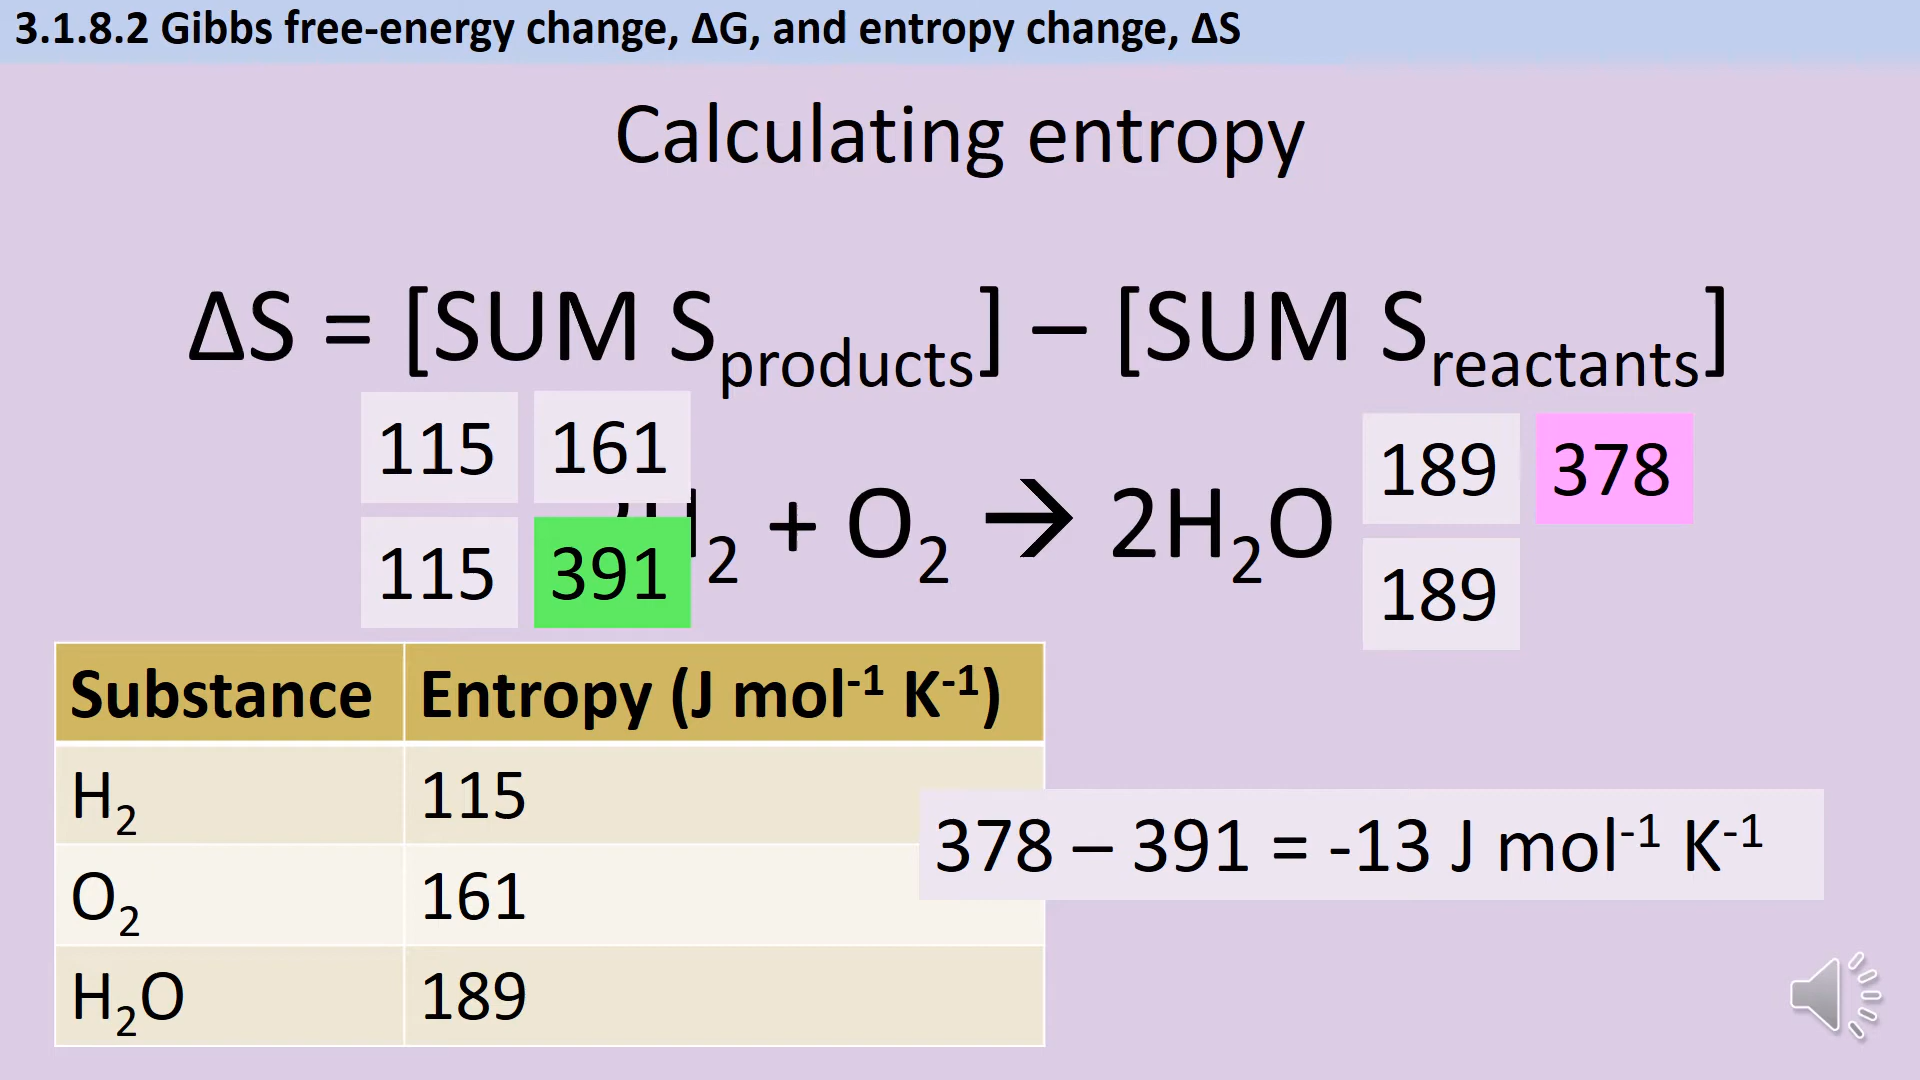 3.1.8.2 Gibbs free-energy change, ΔG, and entropy change, ΔS
Calculating entropy
ΔS = [SUM Sproducts] – [SUM Sreactants]
115 161
189 378
H₂ + O₂ → 2H₂O
115 391
189
Substance Entropy (J mol⁻¹ K⁻¹)
H₂ 115
378 – 391 = -13 J mol⁻¹ K⁻¹
O₂ 161
H₂O 189